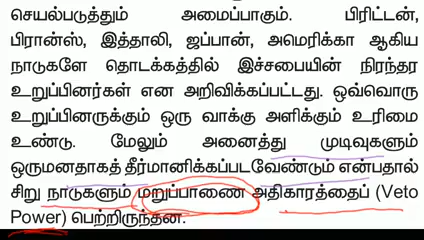 செயல்படுத்தும் அமைப்பாகும். பிரிட்டன்,
பிரான்ஸ், இத்தாலி, ஜப்பான், அமெரிக்கா ஆகிய
நாடுகளே தொடக்கத்தில் இச்சபையின் நிரந்தர
உறுப்பினர்கள் என அறிவிக்கப்பட்டது. ஒவ்வொரு
உறுப்பினருக்கும் ஒரு வாக்கு அளிக்கும் உரிமை
உண்டு. மேலும் அனைத்து முடிவுகளும்
ஒருமனதாகத் தீர்மானிக்கப்படவேண்டும் என்பதால்
சிறு நாடுகளும் மறுப்பாணை அதிகாரத்தைப் (Veto
Power) பெற்றிருந்தன.